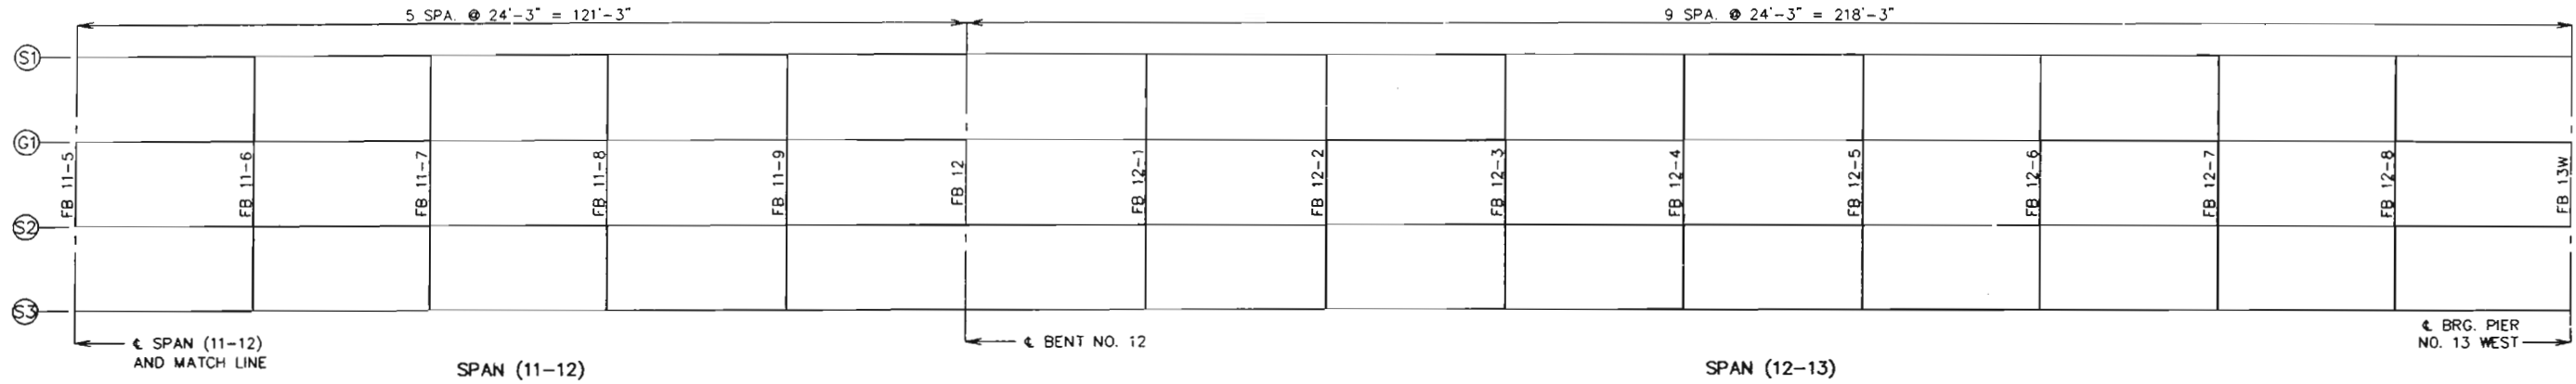 5 SPA. @ 24'-3" = 121'-3"
9 SPA. @ 24'-3" = 218'-3"
S1
G1
S2
S3
FB 11-5
FB 11-6
FB 11-7
FB 11-8
FB 11-9
FB 12
FB 12-1
FB 12-2
FB 12-3
FB 12-4
FB 12-5
FB 12-6
FB 12-7
FB 12-8
FB 13W
℄ SPAN (11-12)
AND MATCH LINE
℄ BENT NO. 12
℄ BRG. PIER
NO. 13 WEST
SPAN (11-12)
SPAN (12-13)